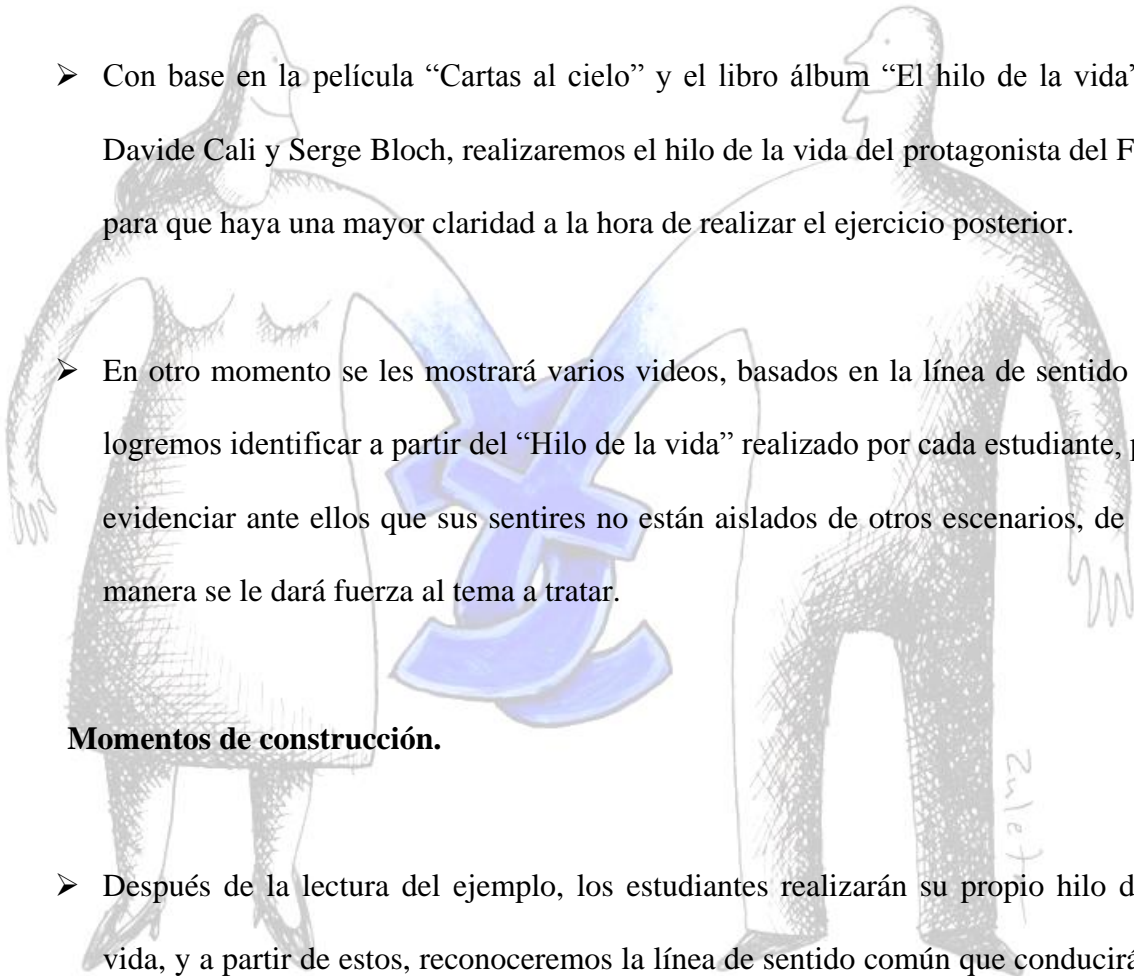 ➢ Con base en la película “Cartas al cielo” y el libro álbum “El hilo de la vida”
Davide Cali y Serge Bloch, realizaremos el hilo de la vida del protagonista del F
para que haya una mayor claridad a la hora de realizar el ejercicio posterior.
➢ En otro momento se les mostrará varios videos, basados en la línea de sentido
logremos identificar a partir del “Hilo de la vida” realizado por cada estudiante, p
evidenciar ante ellos que sus sentires no están aislados de otros escenarios, de
manera se le dará fuerza al tema a tratar.
Momentos de construcción.
➢ Después de la lectura del ejemplo, los estudiantes realizarán su propio hilo d
vida, y a partir de estos, reconoceremos la línea de sentido común que conducirá